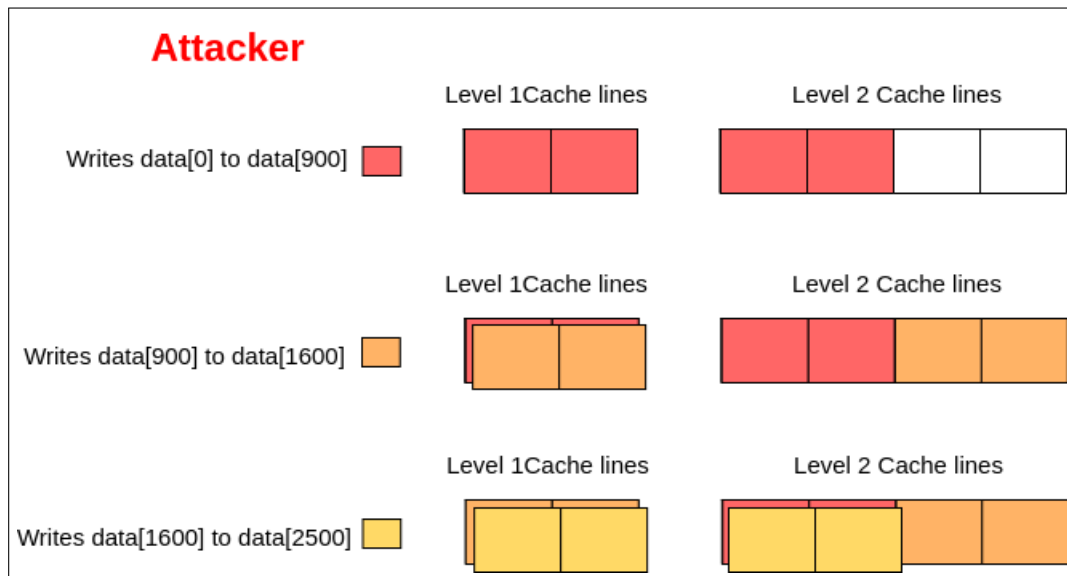 Attacker
Level 1Cache lines
Level 2 Cache lines
Writes data[0] to data[900]
Level 1Cache lines
Level 2 Cache lines
Writes data[900] to data[1600]
Level 1Cache lines
Level 2 Cache lines
Writes data[1600] to data[2500]